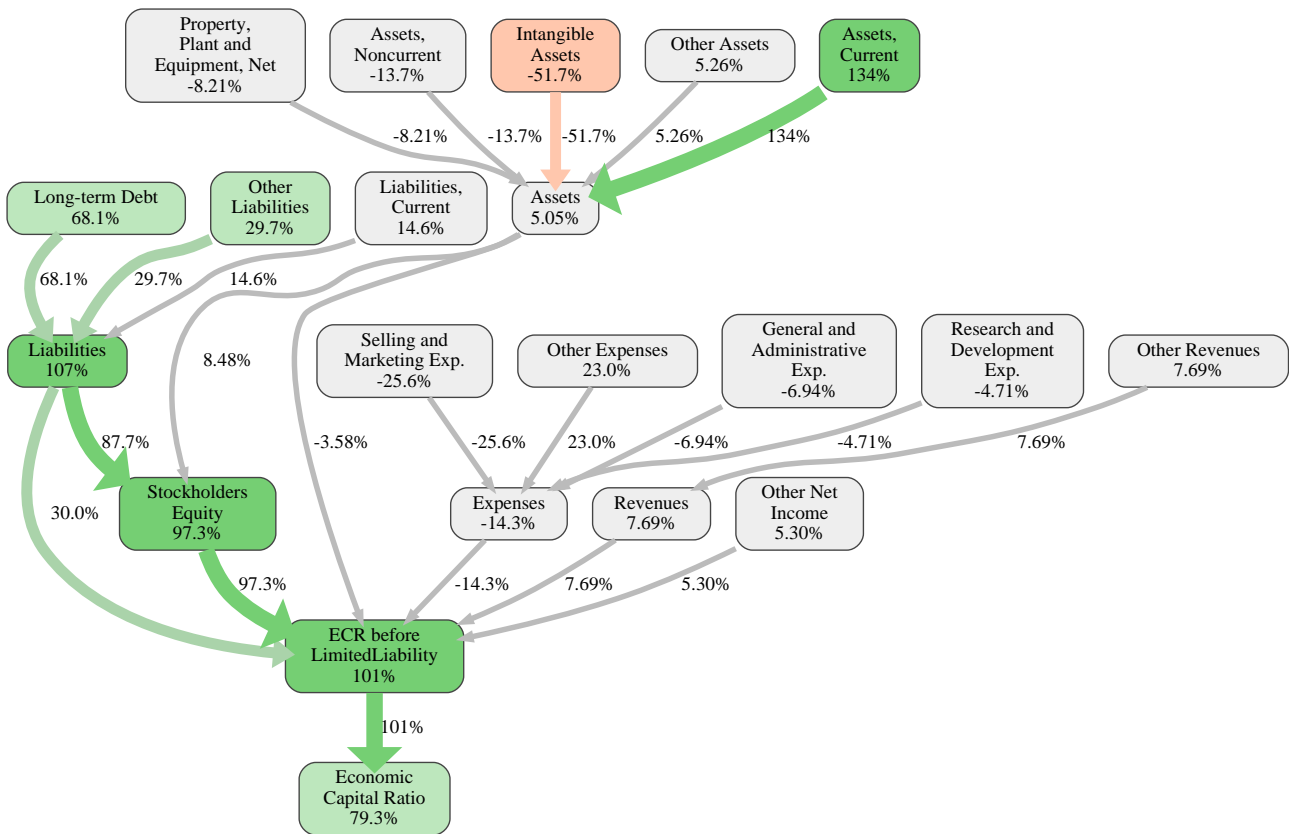 Property,
Plant and
Equipment, Net
-8.21%
Assets,
Noncurrent
-13.7%
Intangible
Assets
-51.7%
Other Assets
5.26%
Assets,
Current
134%
-8.21%
-13.7%
-51.7%
5.26%
134%
Long-term Debt
68.1%
Other
Liabilities
29.7%
Liabilities,
Current
14.6%
Assets
5.05%
68.1%
29.7%
14.6%
Liabilities
107%
8.48%
Selling and
Marketing Exp.
-25.6%
Other Expenses
23.0%
General and
Administrative
Exp.
-6.94%
Research and
Development
Exp.
-4.71%
Other Revenues
7.69%
87.7%
-3.58%
-25.6%
23.0%
-6.94%
-4.71%
7.69%
30.0%
Stockholders
Equity
97.3%
Expenses
-14.3%
Revenues
7.69%
Other Net
Income
5.30%
97.3%
-14.3%
7.69%
5.30%
ECR before
LimitedLiability
101%
101%
Economic
Capital Ratio
79.3%